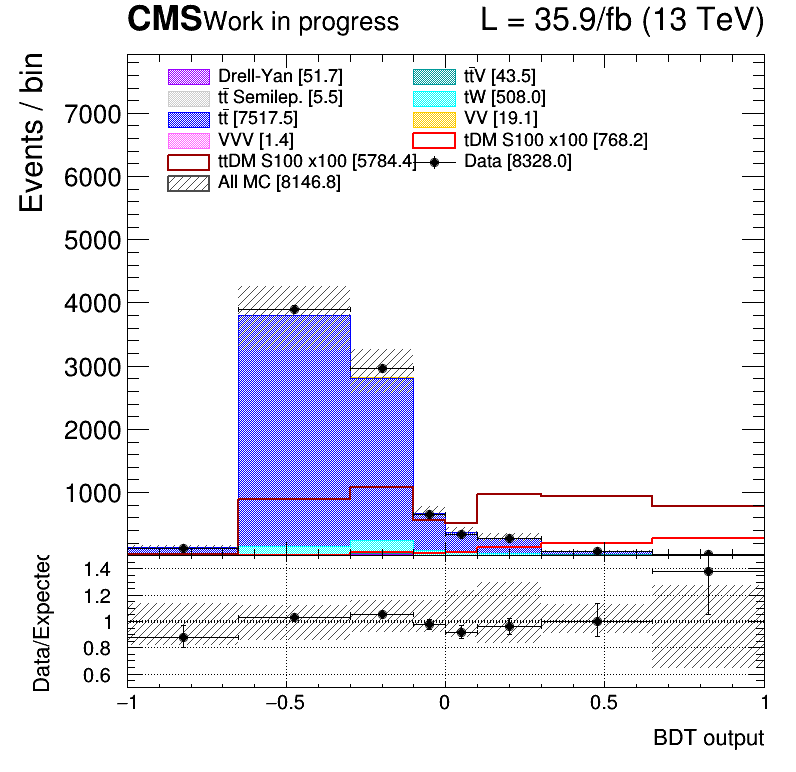 CMS Work in progress L = 35.9/fb (13 TeV)
Events / bin
Drell-Yan [51.7] tt̄V [43.5]
tt̄ Semilep. [5.5] tW [508.0]
tt̄ [7517.5] VV [19.1]
VVV [1.4] tDM S100 x100 [768.2]
ttDM S100 x100 [5784.4] Data [8328.0]
All MC [8146.8]
7000
6000
5000
4000
3000
2000
1000
Data/Expected
1.4
1.2
1
0.8
0.6
−1 −0.5 0 0.5 1
BDT output